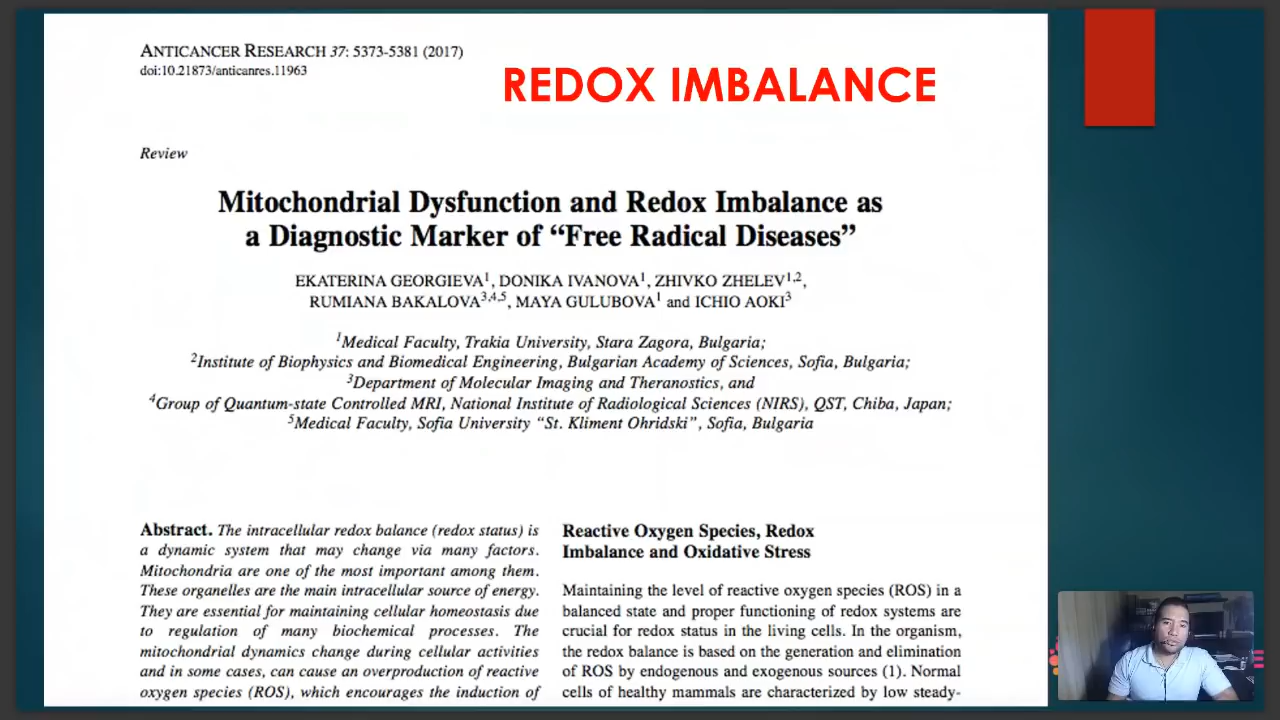 ANTICANCER RESEARCH 37: 5373-5381 (2017)
doi:10.21873/anticanres.11963
REDOX IMBALANCE
Review
Mitochondrial Dysfunction and Redox Imbalance as
a Diagnostic Marker of “Free Radical Diseases”
EKATERINA GEORGIEVA1, DONIKA IVANOVA1, ZHIVKO ZHELEV1,2,
RUMIANA BAKALOVA3,4,5, MAYA GULUBOVA1 and ICHIO AOKI3
1Medical Faculty, Trakia University, Stara Zagora, Bulgaria;
2Institute of Biophysics and Biomedical Engineering, Bulgarian Academy of Sciences, Sofia, Bulgaria;
3Department of Molecular Imaging and Theranostics, and
4Group of Quantum-state Controlled MRI, National Institute of Radiological Sciences (NIRS), QST, Chiba, Japan;
5Medical Faculty, Sofia University “St. Kliment Ohridski”, Sofia, Bulgaria
Abstract. The intracellular redox balance (redox status) is
a dynamic system that may change via many factors.
Mitochondria are one of the most important among them.
These organelles are the main intracellular source of energy.
They are essential for maintaining cellular homeostasis due
to regulation of many biochemical processes. The
mitochondrial dynamics change during cellular activities
and in some cases, can cause an overproduction of reactive
oxygen species (ROS), which encourages the induction of
Reactive Oxygen Species, Redox
Imbalance and Oxidative Stress
Maintaining the level of reactive oxygen species (ROS) in a
balanced state and proper functioning of redox systems are
crucial for redox status in the living cells. In the organism,
the redox balance is based on the generation and elimination
of ROS by endogenous and exogenous sources (1). Normal
cells of healthy mammals are characterized by low steady-